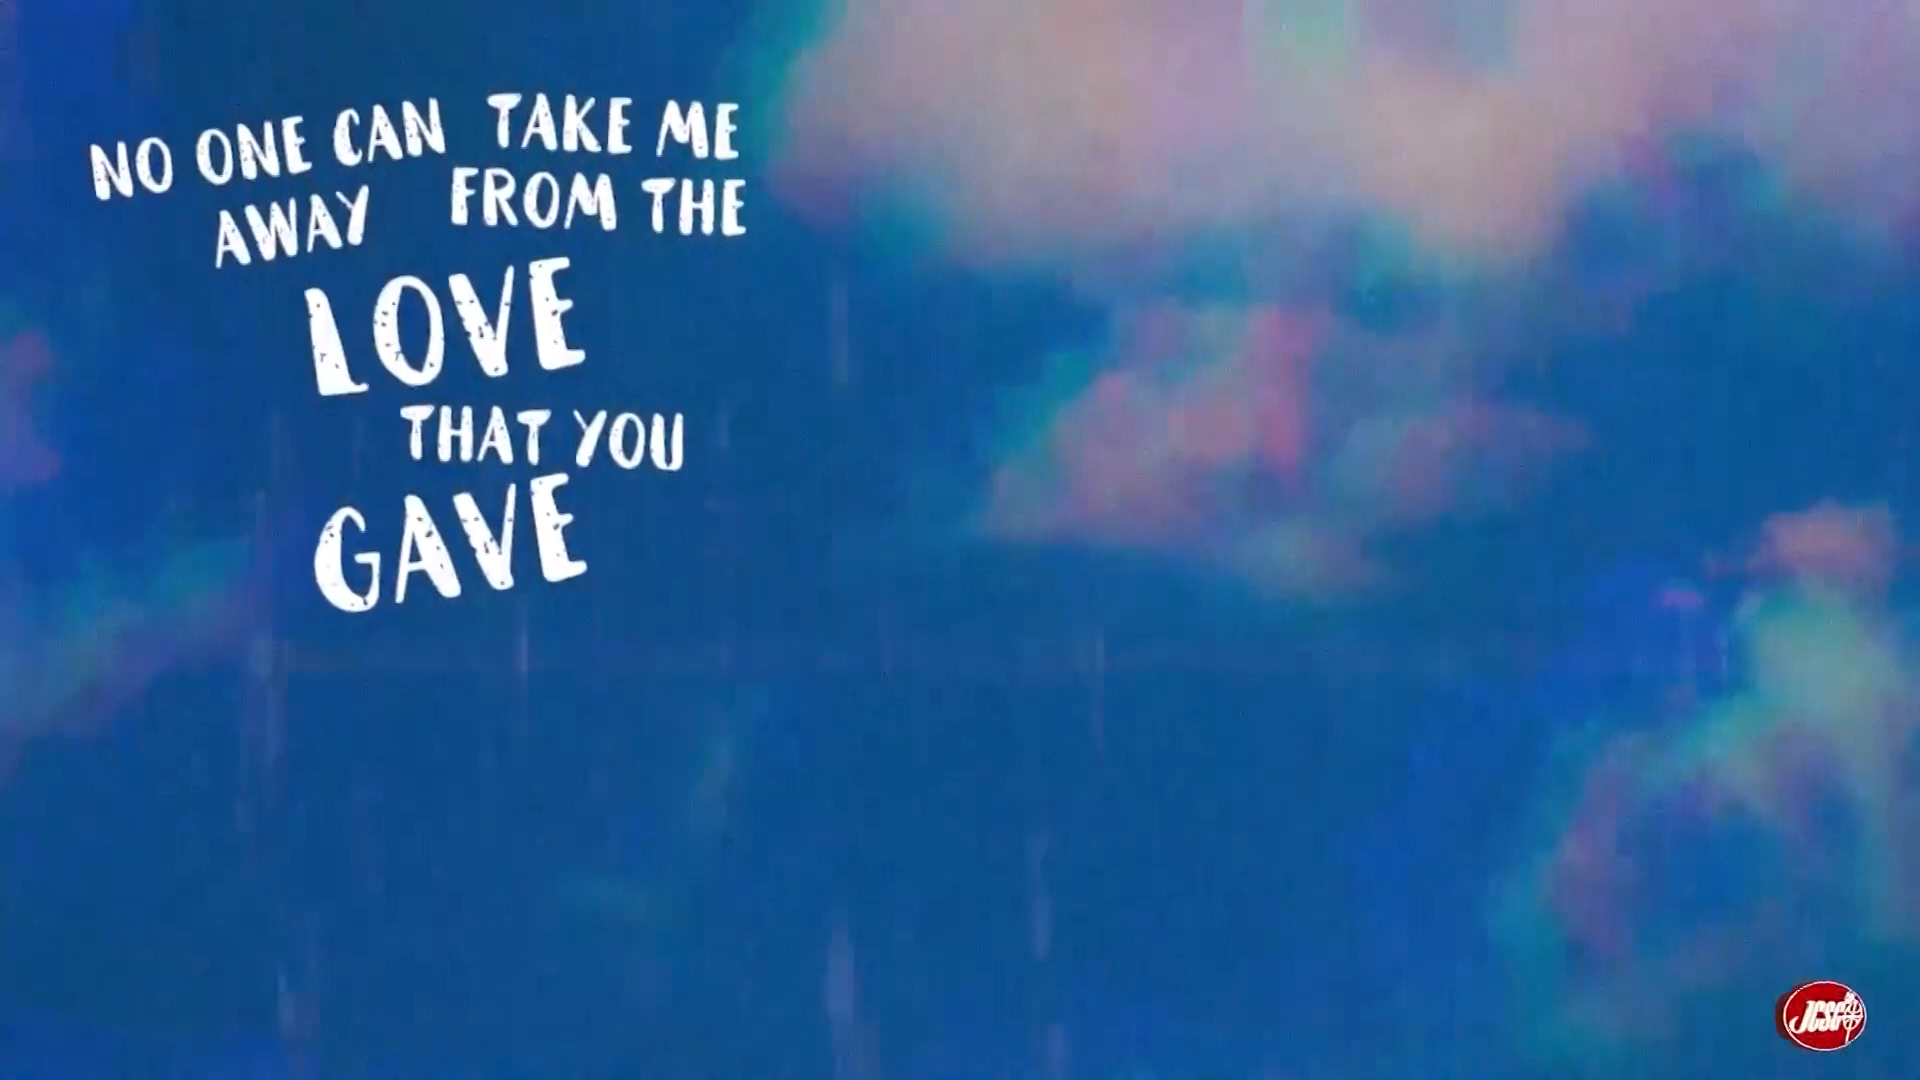 NO ONE CAN TAKE ME
AWAY FROM THE
LOVE
THAT YOU
GAVE